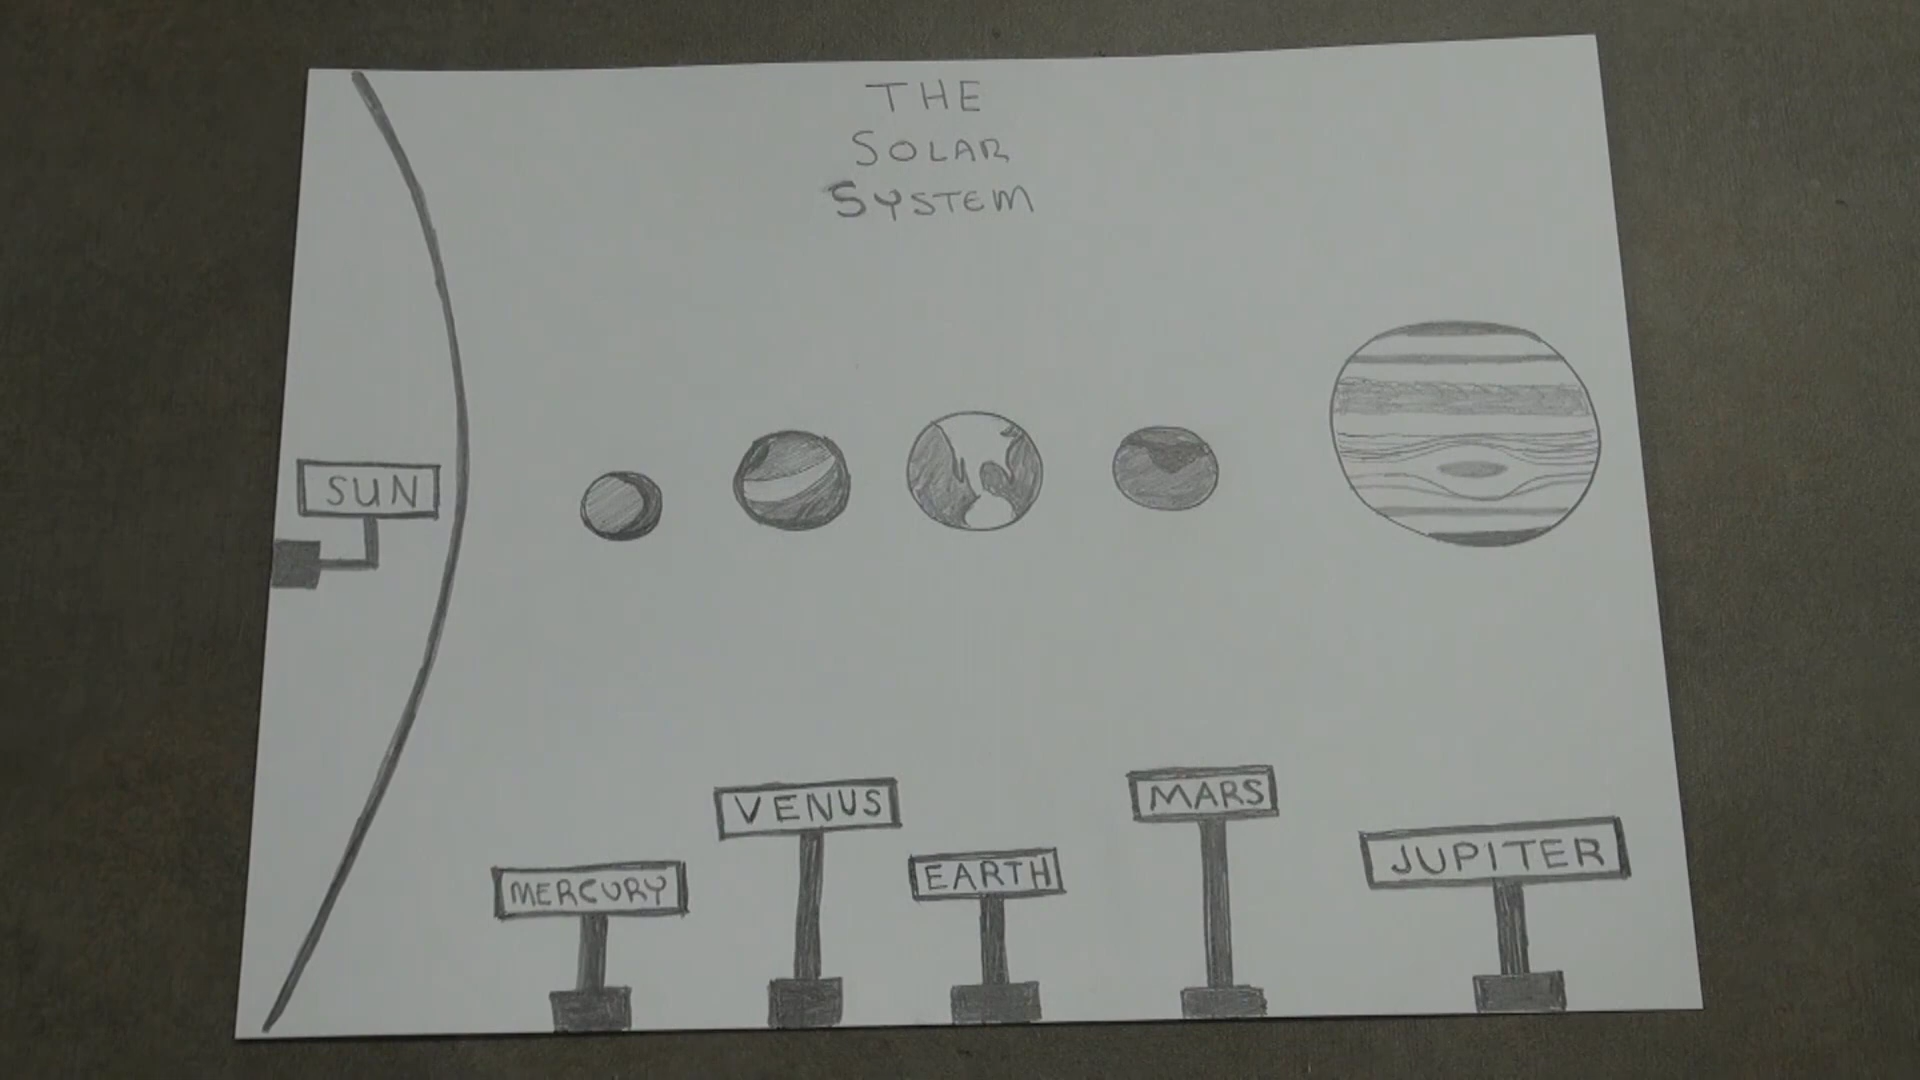 THE
SOLAR
SYSTEM
SUN
MERCURY
VENUS
EARTH
MARS
JUPITER